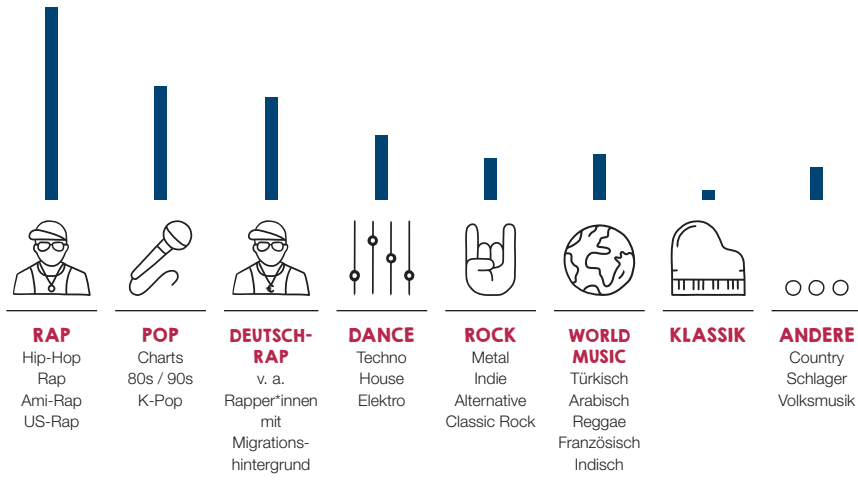 RAP
Hip-Hop
Rap
Ami-Rap
US-Rap
POP
Charts
80s / 90s
K-Pop
DEUTSCH-
RAP
v. a.
Rapper*innen
mit
Migrations-
hintergrund
DANCE
Techno
House
Elektro
ROCK
Metal
Indie
Alternative
Classic Rock
WORLD
MUSIC
Türkisch
Arabisch
Reggae
Französisch
Indisch
KLASSIK
ANDERE
Country
Schlager
Volksmusik